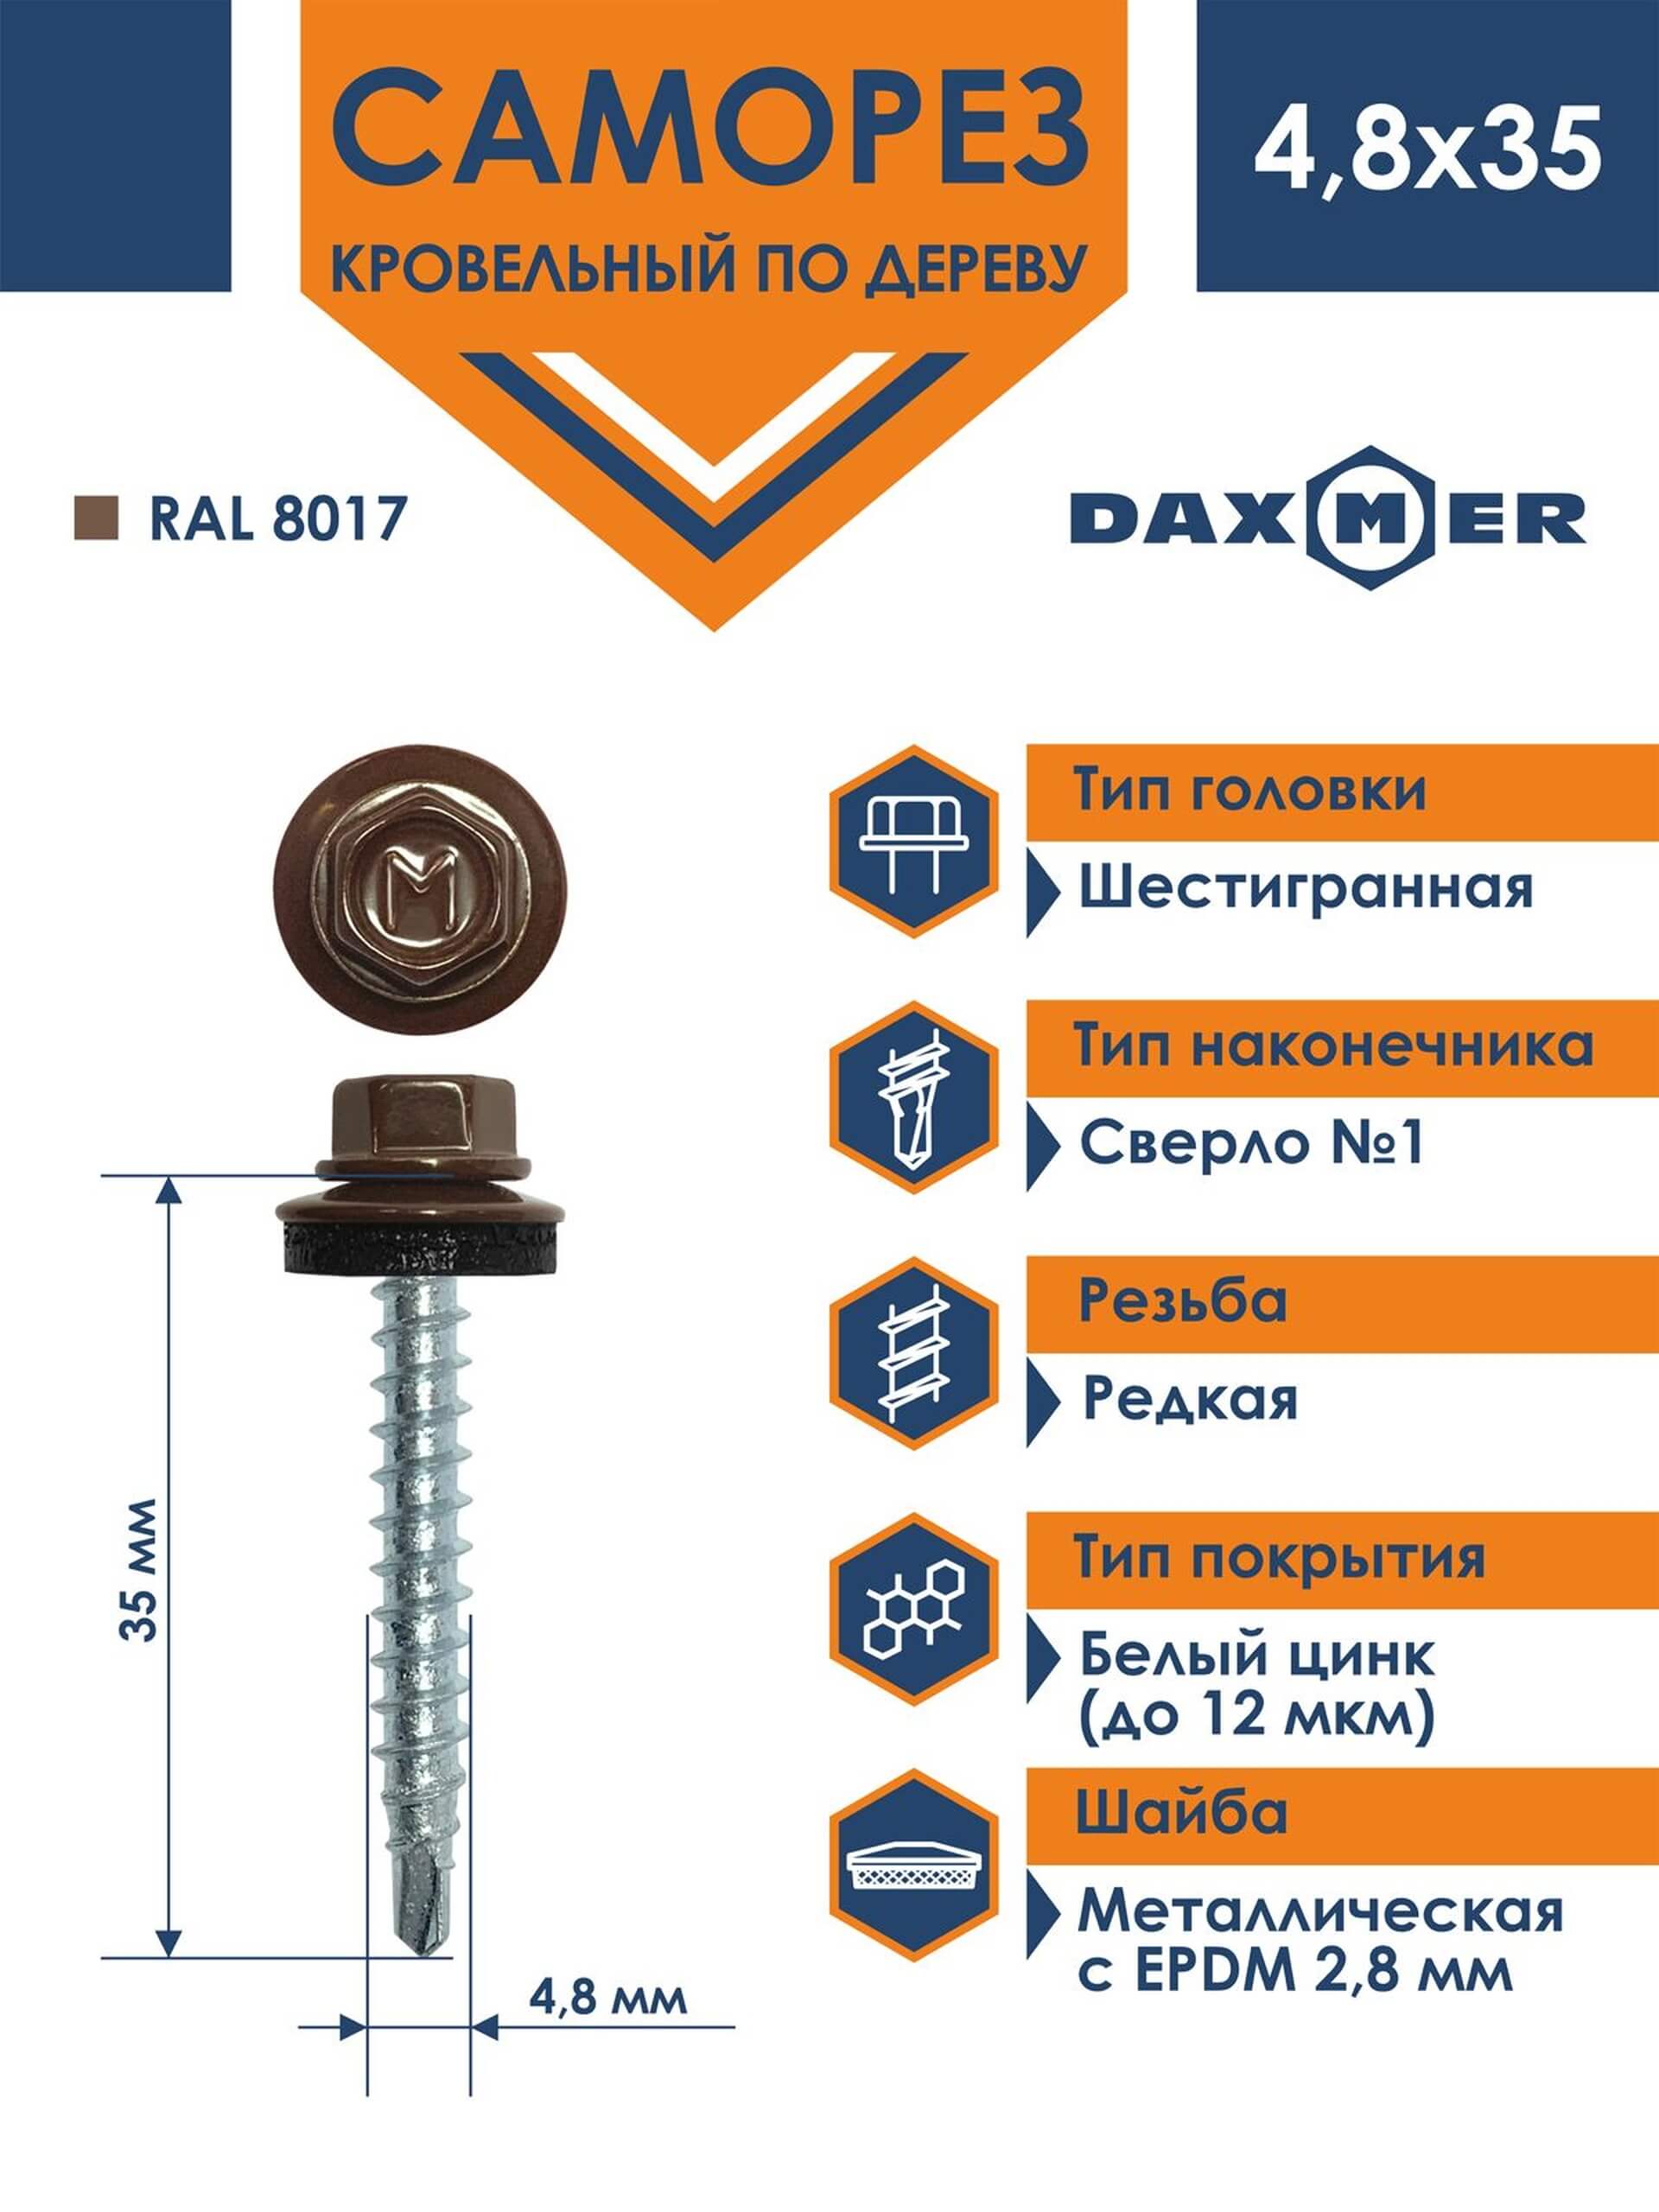 САМОРЕЗ
КРОВЕЛЬНЫЙ ПО ДЕРЕВУ
4,8х35
RAL 8017
DAXMER
M
Тип головки
Шестигранная
Тип наконечника
Сверло №1
Резьба
Редкая
Тип покрытия
Белый цинк
(до 12 мкм)
Шайба
Металлическая
с EPDM 2,8 мм
35 мм
4,8 мм